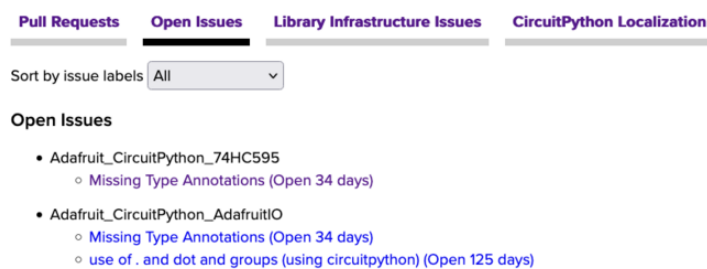 Pull Requests Open Issues Library Infrastructure Issues CircuitPython Localization
Sort by issue labels All
Open Issues
Adafruit_CircuitPython_74HC595
Missing Type Annotations (Open 34 days)
Adafruit_CircuitPython_AdafruitIO
Missing Type Annotations (Open 34 days)
use of . and dot and groups (using circuitpython) (Open 125 days)